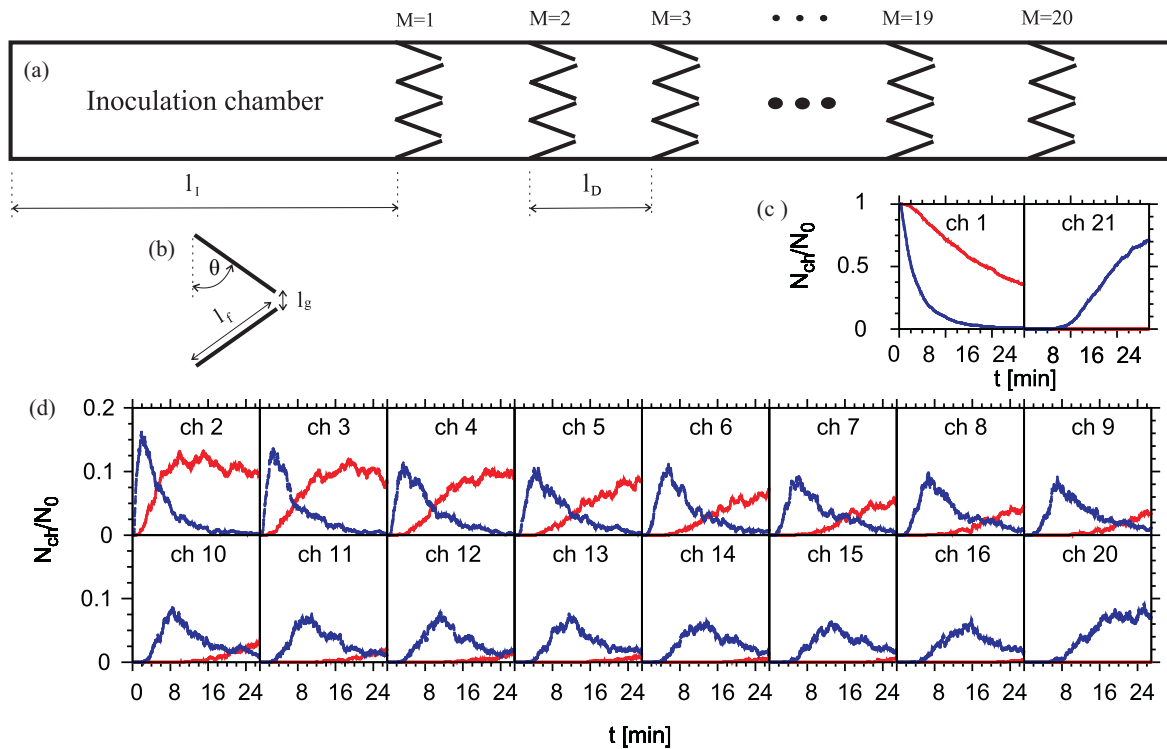 M=1 M=2 M=3 • • • M=19 M=20
(a)
Inoculation chamber
l_I
l_D
(b)
θ
l_g
l_f
(c )
N_ch/N_0
1
0.5
0
ch 1
ch 21
0 8 16 24 8 16 24
t [min]
(d)
N_ch/N_0
0.2
0.1
0
ch 2 ch 3 ch 4 ch 5 ch 6 ch 7 ch 8 ch 9
0.1
0
ch 10 ch 11 ch 12 ch 13 ch 14 ch 15 ch 16 ch 20
0 8 16 24 8 16 24 8 16 24 8 16 24 8 16 24 8 16 24 8 16 24 8 16 24
t [min]